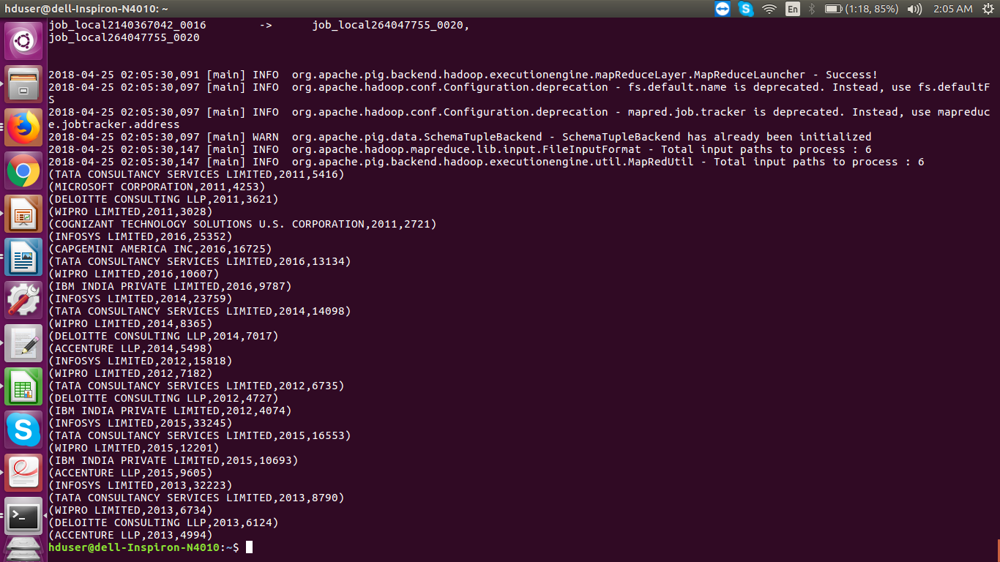 hduser@dell-Inspiron-N4010: ~ En (1:18, 85%) 2:05 AM
job_local2140367042_0016 -> job_local264047755_0020,
job_local264047755_0020
2018-04-25 02:05:30,091 [main] INFO org.apache.pig.backend.hadoop.executionengine.mapReduceLayer.MapReduceLauncher - Success!
2018-04-25 02:05:30,097 [main] INFO org.apache.hadoop.conf.Configuration.deprecation - fs.default.name is deprecated. Instead, use fs.defaultF
S
2018-04-25 02:05:30,097 [main] INFO org.apache.hadoop.conf.Configuration.deprecation - mapred.job.tracker is deprecated. Instead, use mapreduc
e.jobtracker.address
2018-04-25 02:05:30,097 [main] WARN org.apache.pig.data.SchemaTupleBackend - SchemaTupleBackend has already been initialized
2018-04-25 02:05:30,147 [main] INFO org.apache.hadoop.mapreduce.lib.input.FileInputFormat - Total input paths to process : 6
2018-04-25 02:05:30,147 [main] INFO org.apache.pig.backend.hadoop.executionengine.util.MapRedUtil - Total input paths to process : 6
(TATA CONSULTANCY SERVICES LIMITED,2011,5416)
(MICROSOFT CORPORATION,2011,4253)
(DELOITTE CONSULTING LLP,2011,3621)
(WIPRO LIMITED,2011,3028)
(COGNIZANT TECHNOLOGY SOLUTIONS U.S. CORPORATION,2011,2721)
(INFOSYS LIMITED,2016,25352)
(CAPGEMINI AMERICA INC,2016,16725)
(TATA CONSULTANCY SERVICES LIMITED,2016,13134)
(WIPRO LIMITED,2016,10607)
(IBM INDIA PRIVATE LIMITED,2016,9787)
(INFOSYS LIMITED,2014,23759)
(TATA CONSULTANCY SERVICES LIMITED,2014,14098)
(WIPRO LIMITED,2014,8365)
(DELOITTE CONSULTING LLP,2014,7017)
(ACCENTURE LLP,2014,5498)
(INFOSYS LIMITED,2012,15818)
(WIPRO LIMITED,2012,7182)
(TATA CONSULTANCY SERVICES LIMITED,2012,6735)
(DELOITTE CONSULTING LLP,2012,4727)
(IBM INDIA PRIVATE LIMITED,2012,4074)
(INFOSYS LIMITED,2015,33245)
(TATA CONSULTANCY SERVICES LIMITED,2015,16553)
(WIPRO LIMITED,2015,12201)
(IBM INDIA PRIVATE LIMITED,2015,10693)
(ACCENTURE LLP,2015,9605)
(INFOSYS LIMITED,2013,32223)
(TATA CONSULTANCY SERVICES LIMITED,2013,8790)
(WIPRO LIMITED,2013,6734)
(DELOITTE CONSULTING LLP,2013,6124)
(ACCENTURE LLP,2013,4994)
hduser@dell-Inspiron-N4010:~$